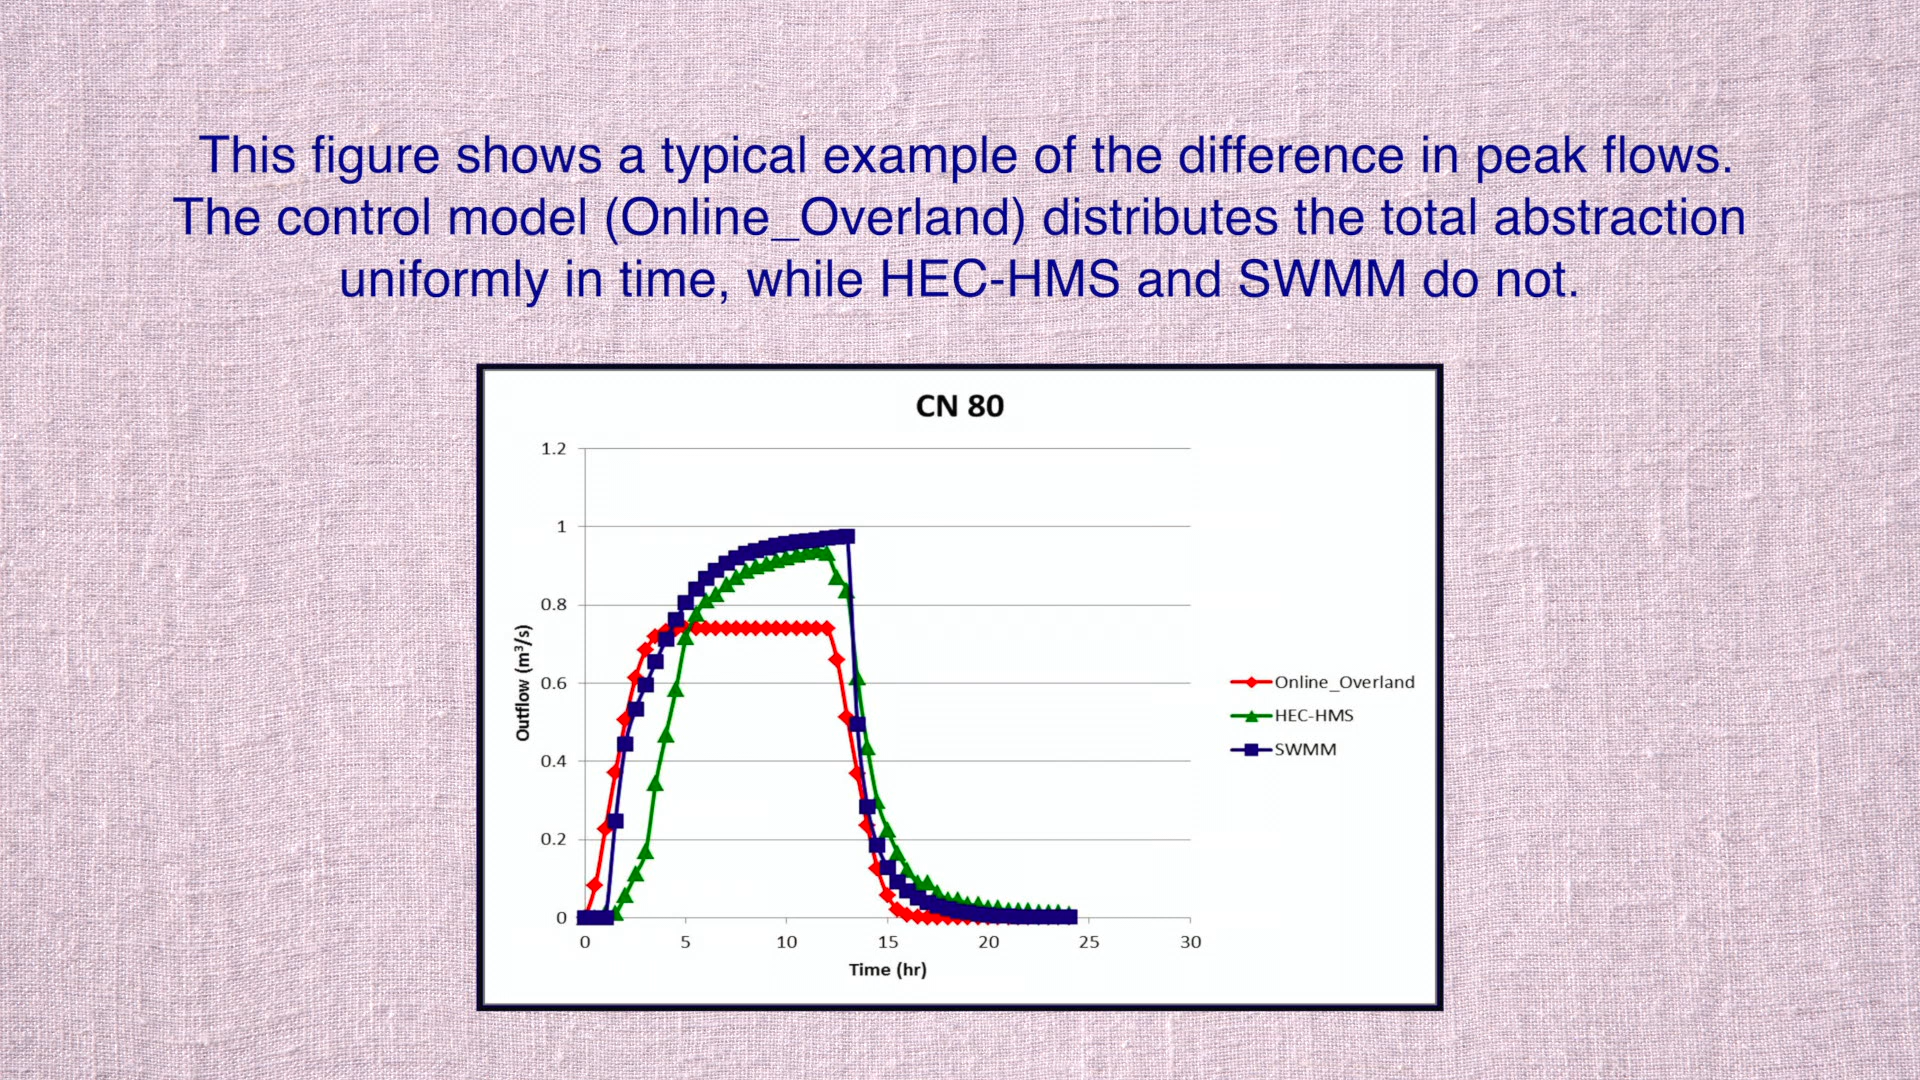 This figure shows a typical example of the difference in peak flows.
The control model (Online_Overland) distributes the total abstraction
uniformly in time, while HEC-HMS and SWMM do not.
CN 80
1.2
1
0.8
0.6
0.4
0.2
0
Outflow (m³/s)
0 5 10 15 20 25 30
Time (hr)
Online_Overland
HEC-HMS
SWMM